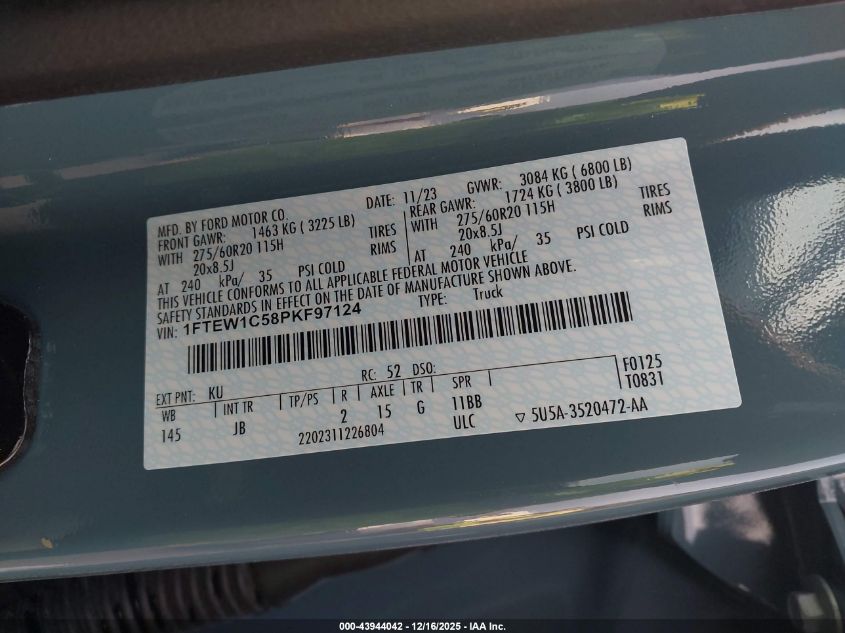 MFD. BY FORD MOTOR CO. DATE: 11/23 GVWR: 3084 KG ( 6800 LB)
FRONT GAWR: 1463 KG ( 3225 LB) REAR GAWR: 1724 KG ( 3800 LB)
WITH 275/60R20 115H TIRES WITH 275/60R20 115H TIRES
20x8.5J RIMS 20x8.5J RIMS
AT 240 kPa/ 35 PSI COLD AT 240 kPa/ 35 PSI COLD
THIS VEHICLE CONFORMS TO ALL APPLICABLE FEDERAL MOTOR VEHICLE
SAFETY STANDARDS IN EFFECT ON THE DATE OF MANUFACTURE SHOWN ABOVE.
VIN: 1FTEW1C58PKF97124 TYPE: Truck
EXT PNT: KU RC: 52 DSO: F0125
WB INT TR TP/PS R AXLE TR SPR T0831
145 JB 2 15 G 11BB
2202311226804 ULC ▽ 5U5A-3520472-AA
000-43944042 - 12/16/2025 - IAA Inc.